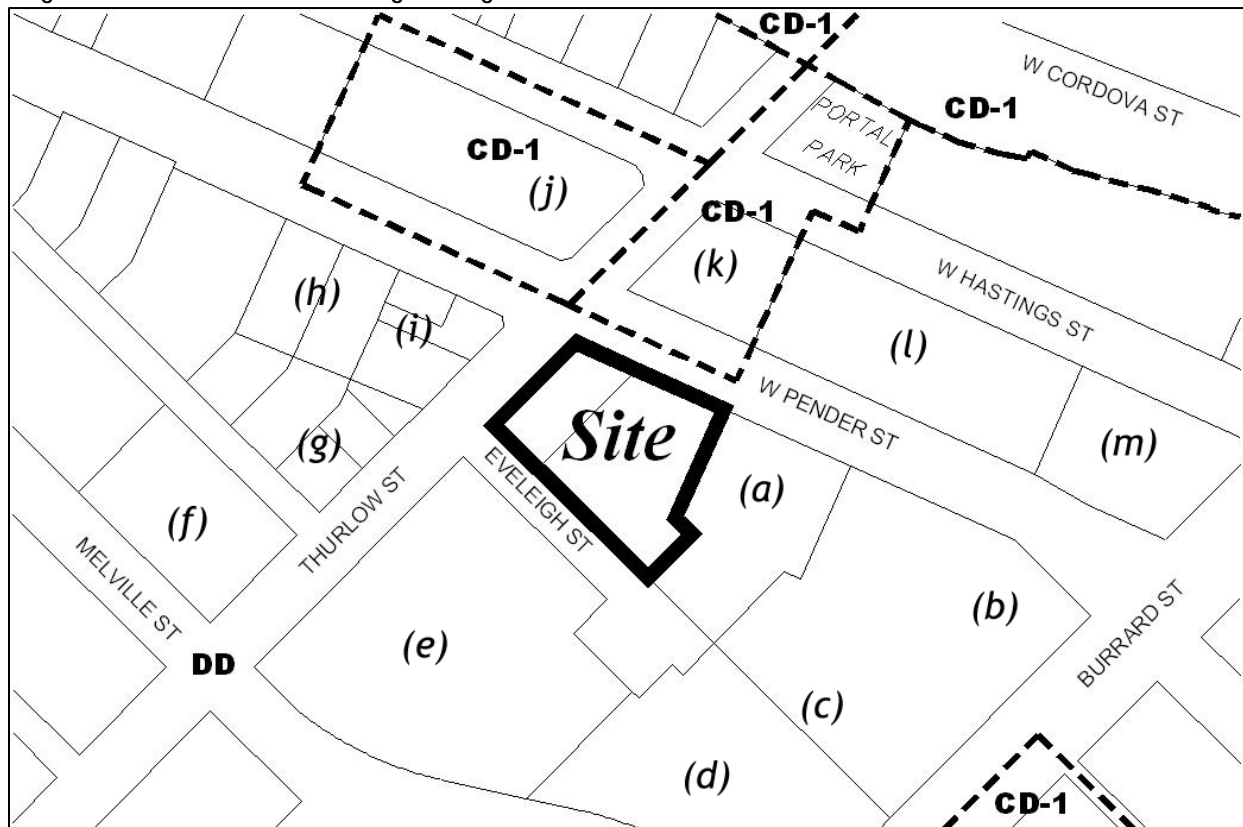 CD-1
W CORDOVA ST
CD-1
PORTAL
PARK
CD-1
(j)
CD-1
(k)
W HASTINGS ST
(h)
(i)
(l)
W PENDER ST
Site
(m)
(g)
(a)
EVELEIGH ST
THURLOW ST
(f)
MELVILLE ST
(b)
BURRARD ST
(e)
DD
(c)
(d)
CD-1